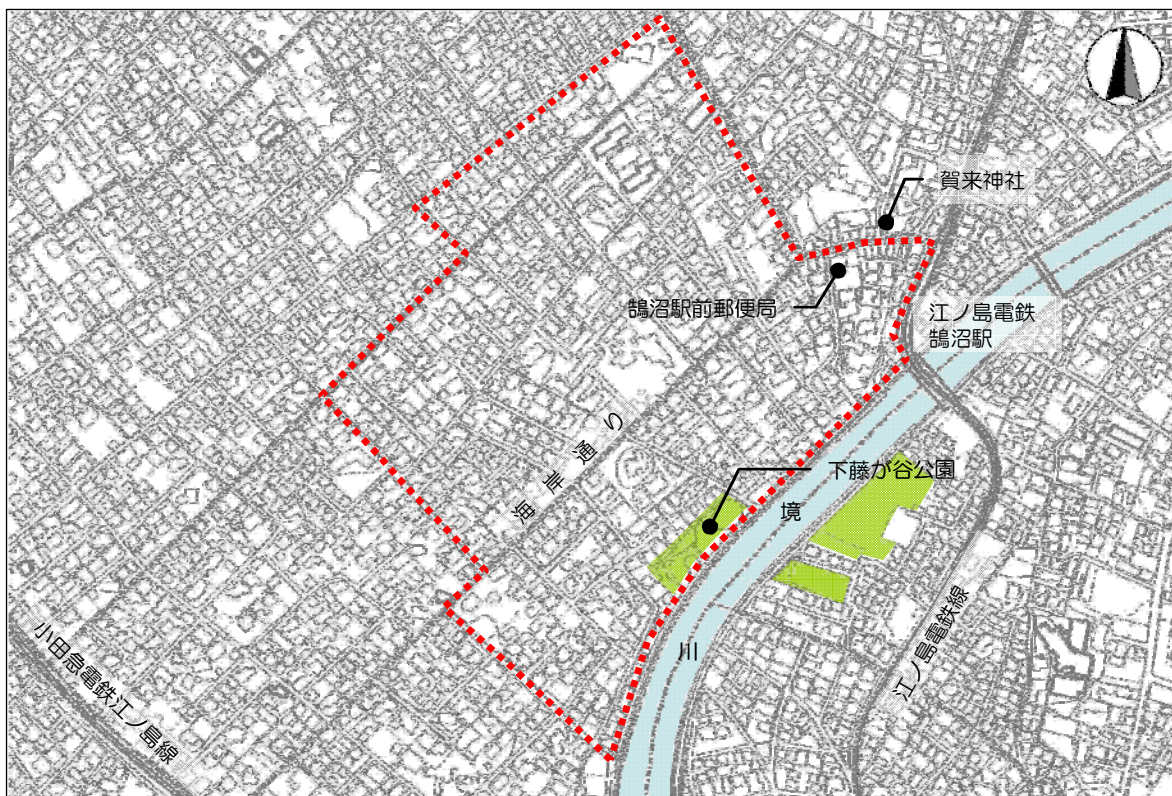 賀来神社
鵠沼駅前郵便局
江ノ島電鉄
鵠沼駅
海岸通り
下藤が谷公園
境
川
江ノ島電鉄線
小田急電鉄江ノ島線